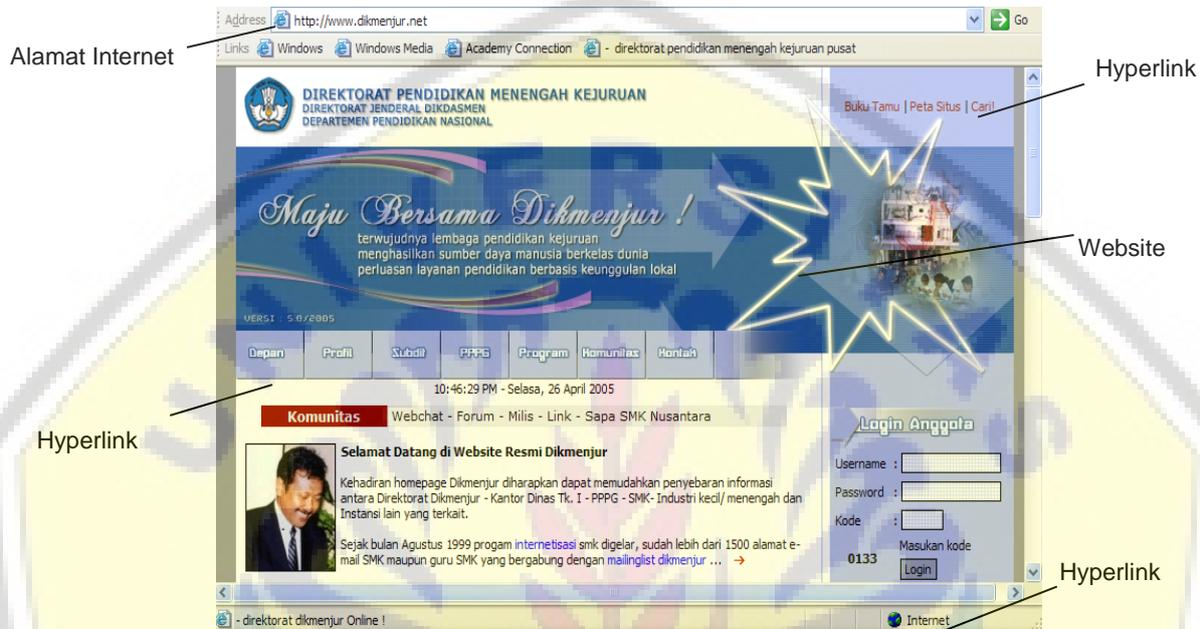 Address http://www.dikmenjur.net Go
Alamat Internet
Links Windows Windows Media Academy Connection - direktorat pendidikan menengah kejuruan pusat
Hyperlink
DIREKTORAT PENDIDIKAN MENENGAH KEJURUAN
DIREKTORAT JENDERAL DIKDASMEN
DEPARTEMEN PENDIDIKAN NASIONAL
Buku Tamu | Peta Situs | Cari!
Maju Bersama Dikmenjur !
terwujudnya lembaga pendidikan kejuruan
menghasilkan sumber daya manusia berkelas dunia
perluasan layanan pendidikan berbasis keunggulan lokal
Website
VERSI : 5.0/2005
Depan Profil Subdit PPPG Program Komunitas Kontak
10:46:29 PM - Selasa, 26 April 2005
Komunitas Webchat - Forum - Milis - Link - Sapa SMK Nusantara
Hyperlink
Login Anggota
Selamat Datang di Website Resmi Dikmenjur
Username :
Kehadiran homepage Dikmenjur diharapkan dapat memudahkan penyebaran informasi
antara Direktorat Dikmenjur - Kantor Dinas Tk. I - PPPG - SMK- Industri kecil/ menengah dan
Instansi lain yang terkait.
Password :
Kode :
Sejak bulan Agustus 1999 progam internetisasi smk digelar, sudah lebih dari 1500 alamat e-
mail SMK maupun guru SMK yang bergabung dengan mailinglist dikmenjur ...
Masukan kode
0133
Login
Hyperlink
- direktorat dikmenjur Online ! Internet